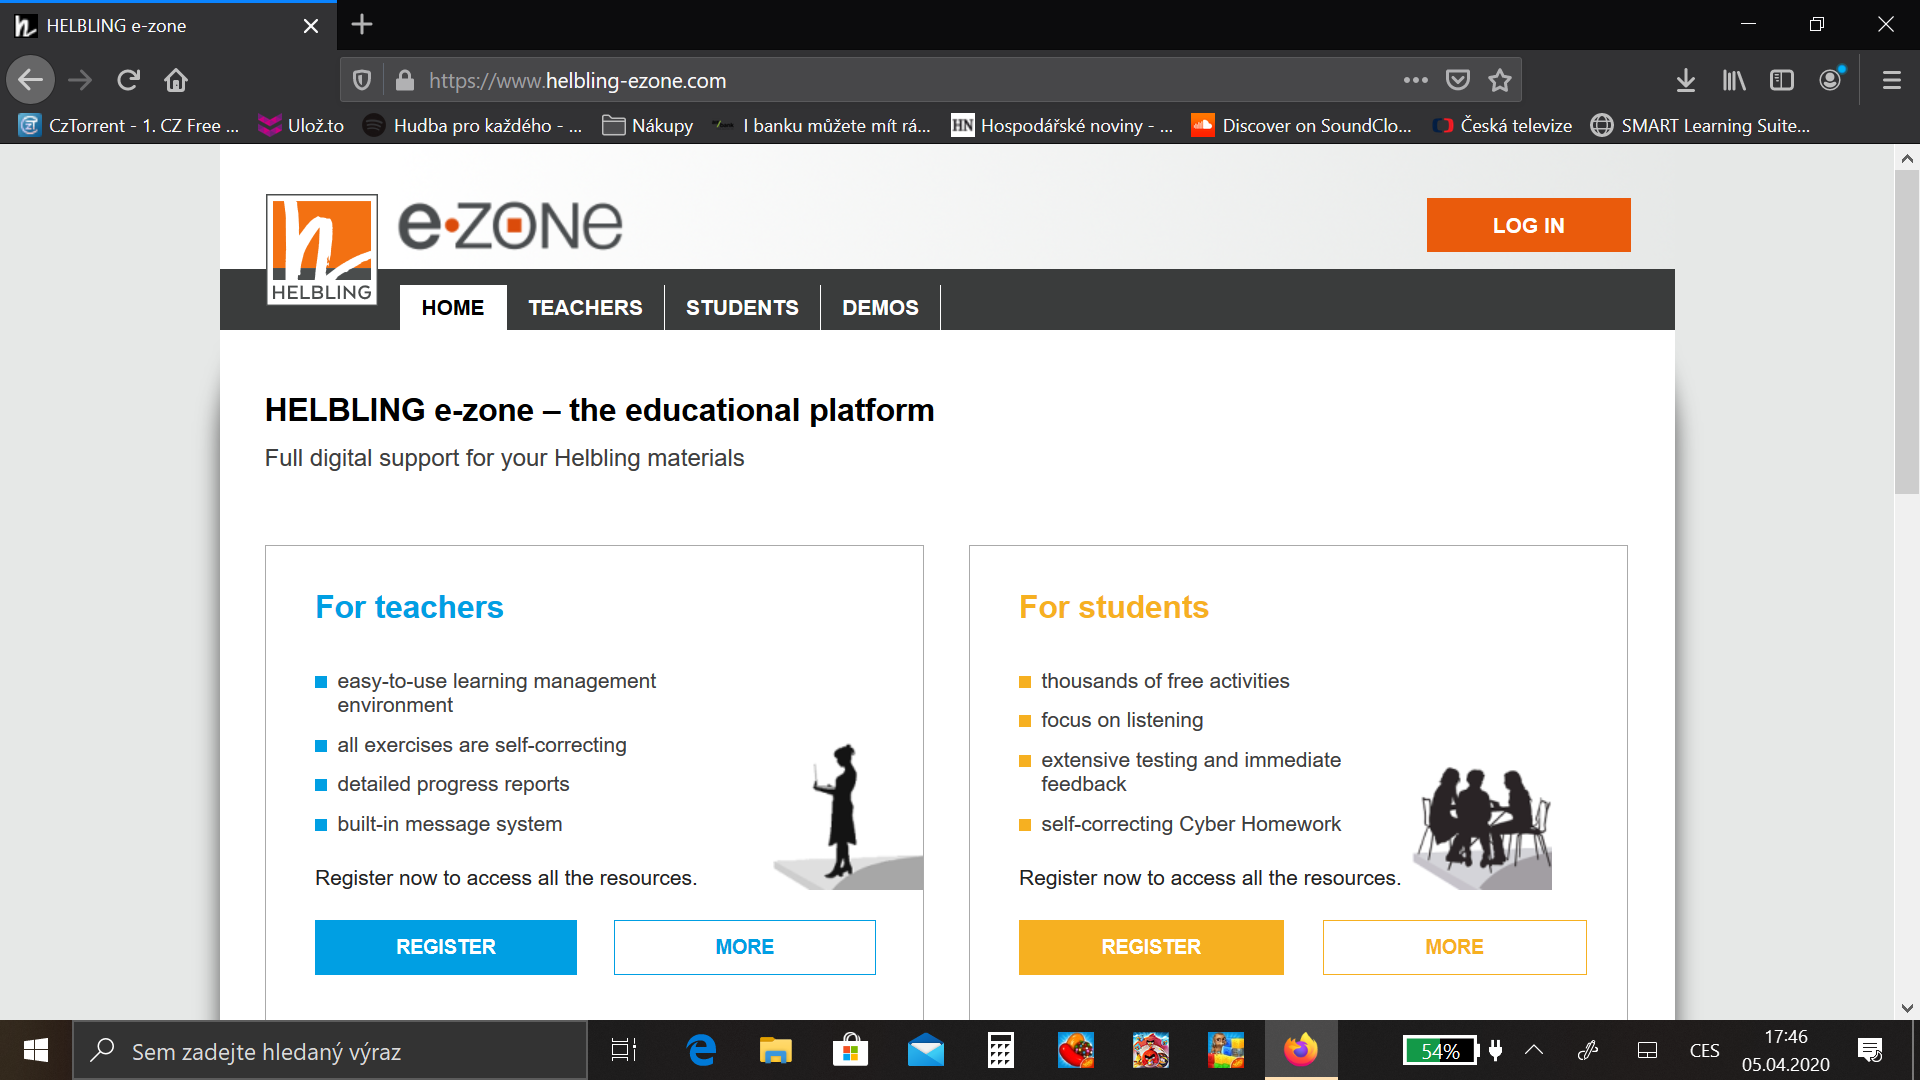 HELBLING e-zone
https://www.helbling-ezone.com
CzTorrent - 1. CZ Free ...
Ulož.to
Hudba pro každého - ...
Nákupy
I banku můžete mít rá...
HN
Hospodářské noviny - ...
Discover on SoundClo...
Česká televize
SMART Learning Suite...
HELBLING
e·zone
LOG IN
HOME
TEACHERS
STUDENTS
DEMOS
HELBLING e-zone – the educational platform
Full digital support for your Helbling materials
For teachers
easy-to-use learning management
environment
all exercises are self-correcting
detailed progress reports
built-in message system
Register now to access all the resources.
REGISTER
MORE
For students
thousands of free activities
focus on listening
extensive testing and immediate
feedback
self-correcting Cyber Homework
Register now to access all the resources.
REGISTER
MORE
Sem zadejte hledaný výraz
54%
CES
17:46
05.04.2020